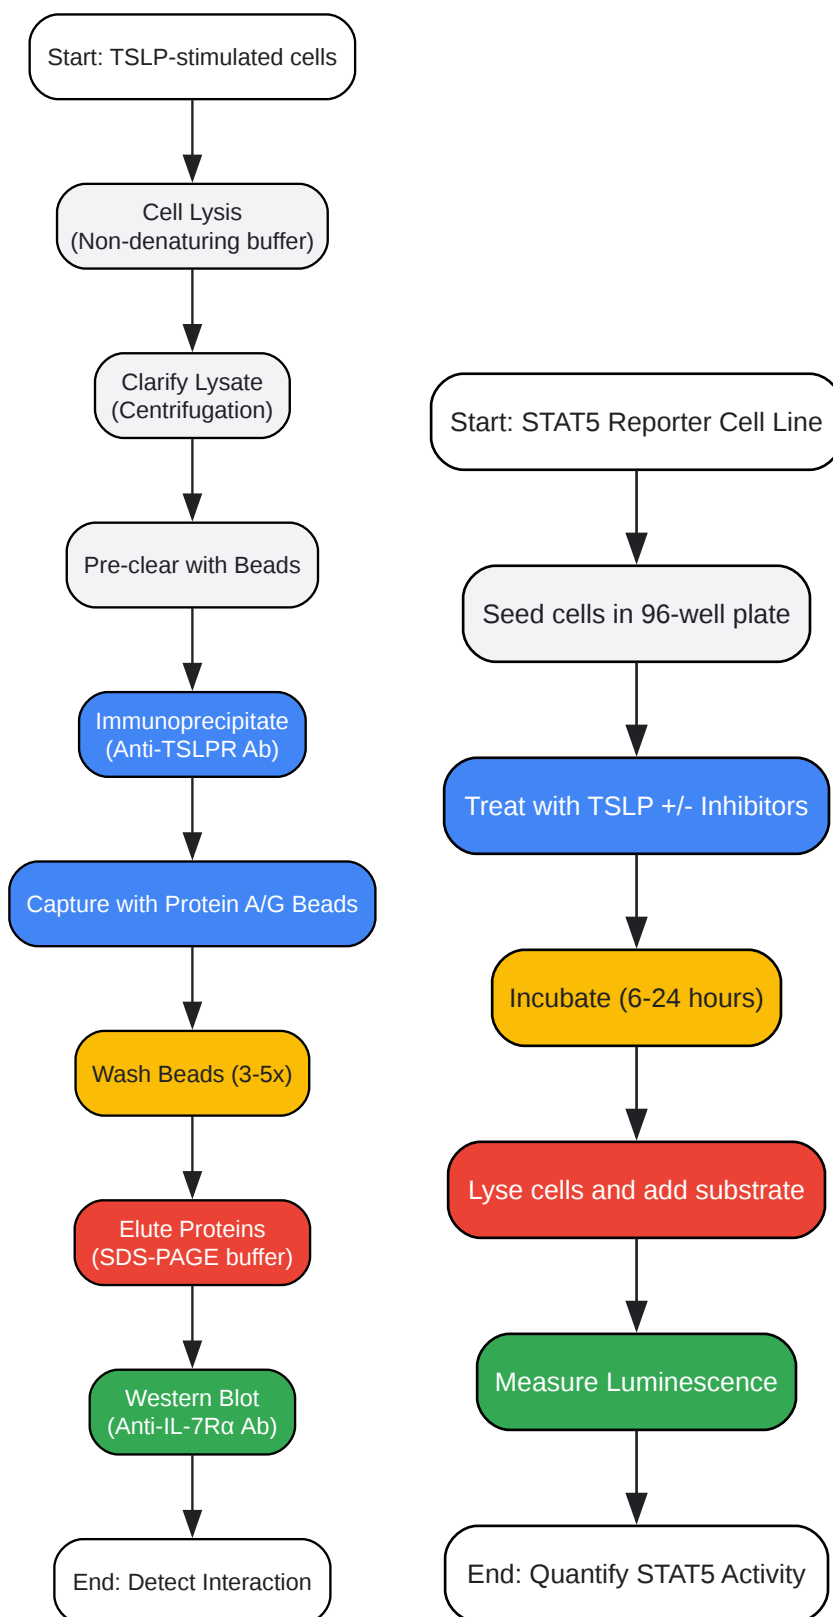 Start: TSLP-stimulated cells
Cell Lysis
(Non-denaturing buffer)
Clarify Lysate
(Centrifugation)
Pre-clear with Beads
Immunoprecipitate
(Anti-TSLPR Ab)
Capture with Protein A/G Beads
Wash Beads (3-5x)
Elute Proteins
(SDS-PAGE buffer)
Western Blot
(Anti-IL-7Rα Ab)
End: Detect Interaction
Start: STAT5 Reporter Cell Line
Seed cells in 96-well plate
Treat with TSLP +/- Inhibitors
Incubate (6-24 hours)
Lyse cells and add substrate
Measure Luminescence
End: Quantify STAT5 Activity